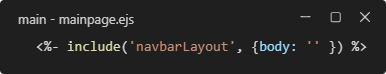 main - mainpage.ejs
<%- include('navbarLayout', {body: '' }) %>